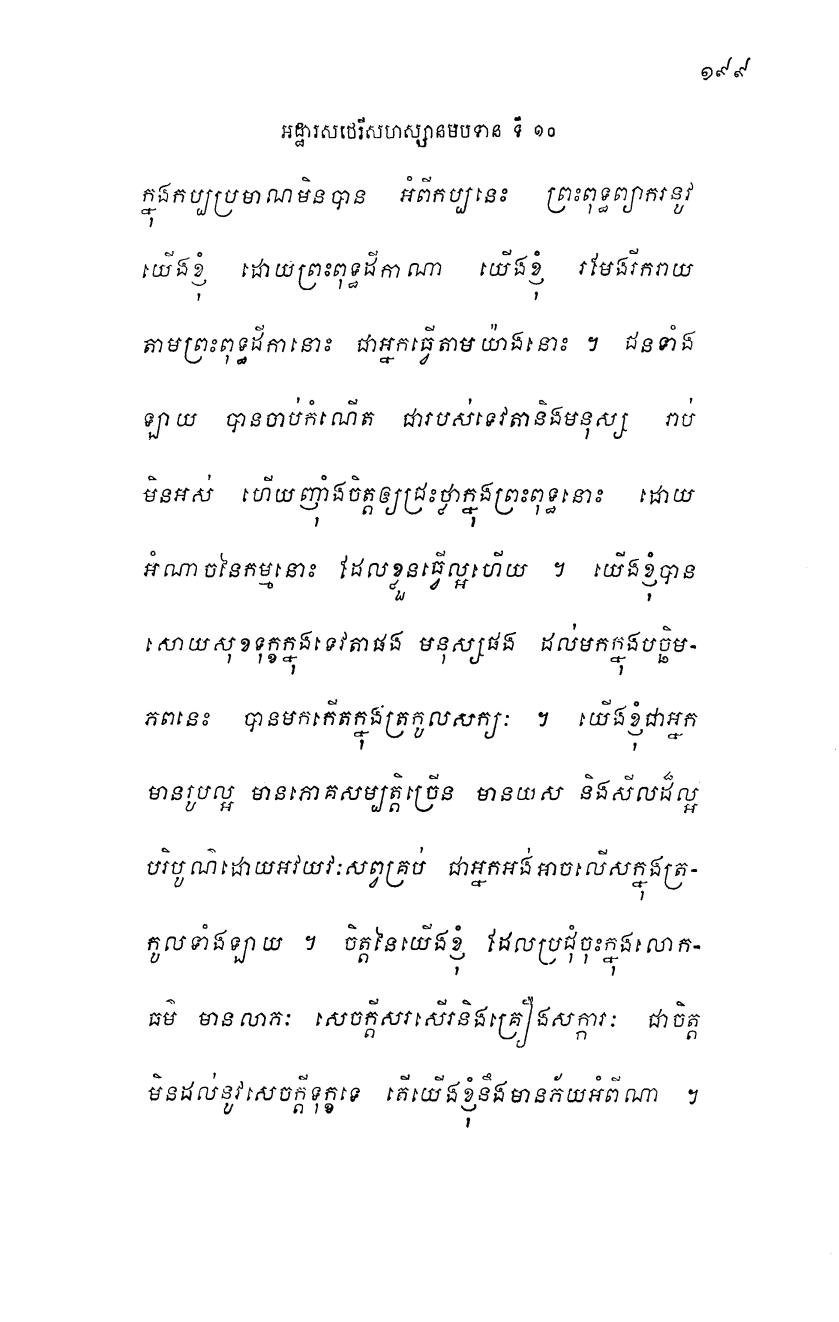 ១៩៩
អដ្ឋារសថេរីសហស្សានមបទាន ទី ១០
ក្នុងកប្បប្រមាណមិនបាន អំពីកប្បនេះ ព្រះពុទ្ធព្យាករនូវ
យើងខ្ញុំ ដោយព្រះពុទ្ធដីកាណា យើងខ្ញុំ រមែងរីករាយ
តាមព្រះពុទ្ធដីកានោះ ជាអ្នកធ្វើតាមយ៉ាងនោះ ។ ជនទាំង
ឡាយ បានចាប់កំណើត ជារបស់ទេវតានិងមនុស្ស រាប់
មិនអស់ ហើយញ៉ាំងចិត្តឲ្យជ្រះថ្លាក្នុងព្រះពុទ្ធនោះ ដោយ
អំណាចនៃកម្មនោះ ដែលខ្លួនធ្វើល្អហើយ ។ យើងខ្ញុំបាន
សោយសុខទុក្ខក្នុងទេវតាផង មនុស្សផង ដល់មកក្នុងបច្ឆិម-
ភពនេះ បានមកកើតក្នុងត្រកូលសក្យៈ ។ យើងខ្ញុំជាអ្នក
មានរូបល្អ មានភោគសម្បត្តិច្រើន មានយស និងសីលដ៏ល្អ
បរិបូណ៌ដោយអវយវៈសព្វគ្រប់ ជាអ្នកអង់អាចលើសក្នុងត្រ-
កូលទាំងឡាយ ។ ចិត្តនៃយើងខ្ញុំ ដែលប្រជុំចុះក្នុងលោក-
ធម៌ មានលាភៈ សេចក្តីសរសើរនិងគ្រឿងសក្ការៈ ជាចិត្ត
មិនដល់នូវសេចក្តីទុក្ខទេ តើយើងខ្ញុំនឹងមានភ័យអំពីណា ។